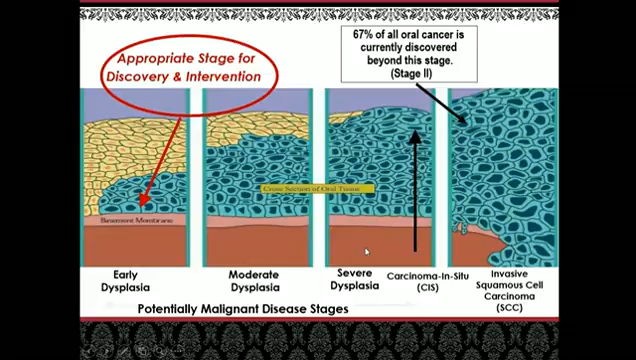 67% of all oral cancer is
currently discovered
beyond this stage.
(Stage II)
Appropriate Stage for
Discovery & Intervention
Cross Section of Oral Tissue
Basement Membrane
Early
Dysplasia
Moderate
Dysplasia
Severe
Dysplasia
Carcinoma-In-Situ
(CIS)
Invasive
Squamous Cell
Carcinoma
(SCC)
Potentially Malignant Disease Stages